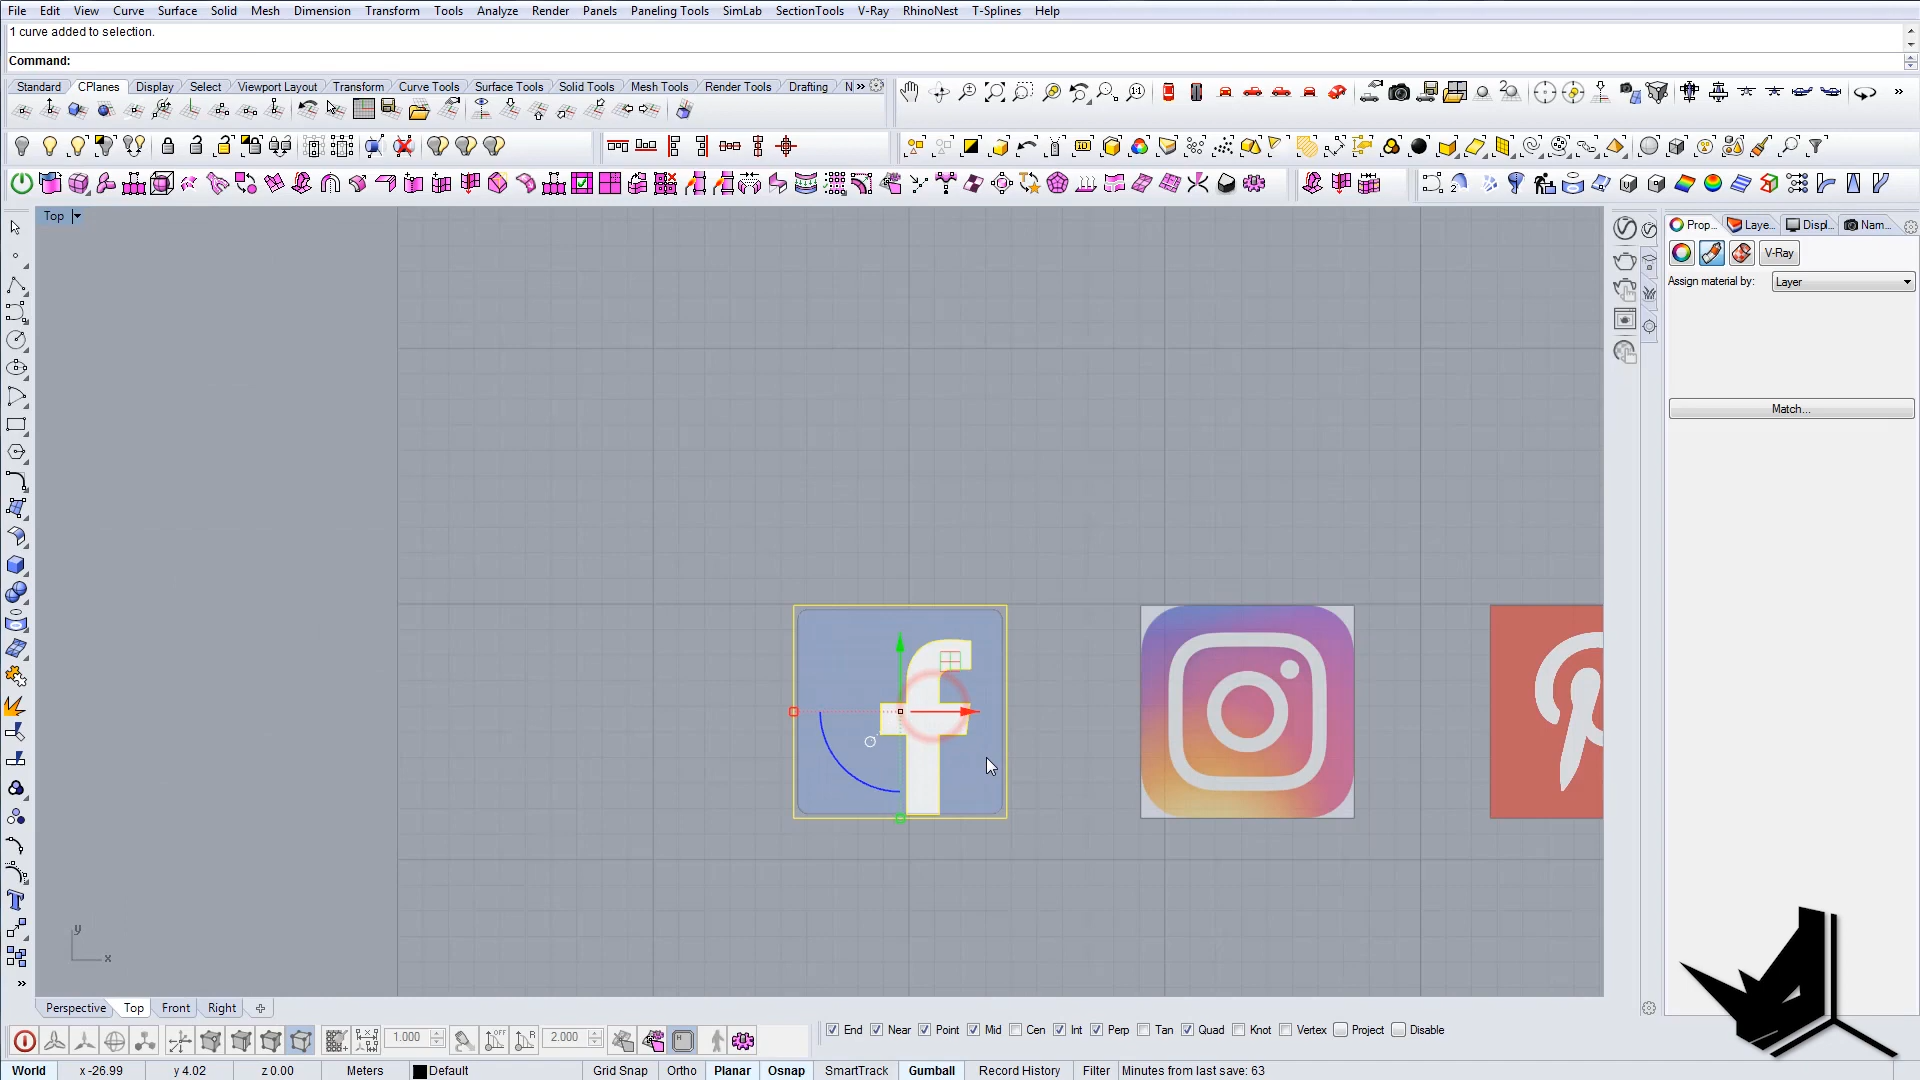 File Edit View Curve Surface Solid Mesh Dimension Transform Tools Analyze Render Panels Paneling Tools SimLab SectionTools V-Ray RhinoNest T-Splines Help
1 curve added to selection.
Command:
Standard CPlanes Display Select Viewport Layout Transform Curve Tools Surface Tools Solid Tools Mesh Tools Render Tools Drafting N »
Top
Prop... Laye... Displ... Nam...
V-Ray
Assign material by: Layer
Match...
f
y
x
Perspective Top Front Right
1.000 2.000
End Near Point Mid Cen Int Perp Tan Quad Knot Vertex Project Disable
World x -26.99 y 4.02 z 0.00 Meters Default Grid Snap Ortho Planar Osnap SmartTrack Gumball Record History Filter Minutes from last save: 63